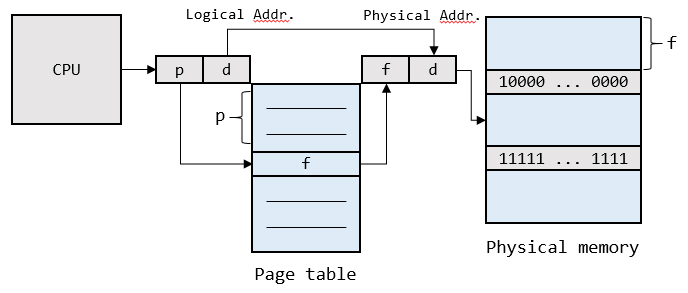 Logical Addr.
Physical Addr.
CPU
p
d
f
d
f
10000 ... 0000
p
f
11111 ... 1111
Physical memory
Page table